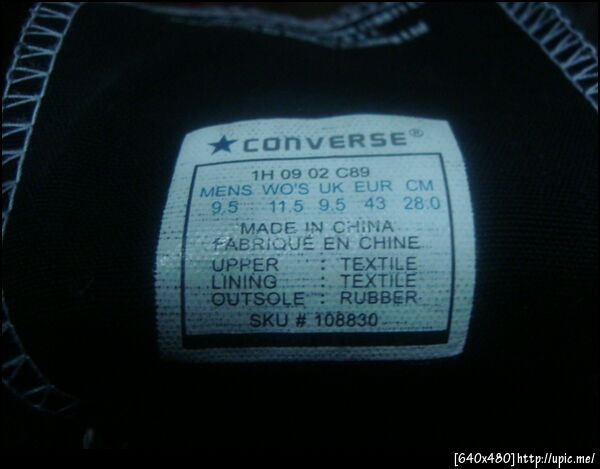 ★CONVERSE®
1H 09 02 C89
MENS WO'S UK EUR CM
9.5 11.5 9.5 43 28.0
MADE IN CHINA
FABRIQUÉ EN CHINE
UPPER : TEXTILE
LINING : TEXTILE
OUTSOLE : RUBBER
SKU # 108830
[640x480]http://upic.me/